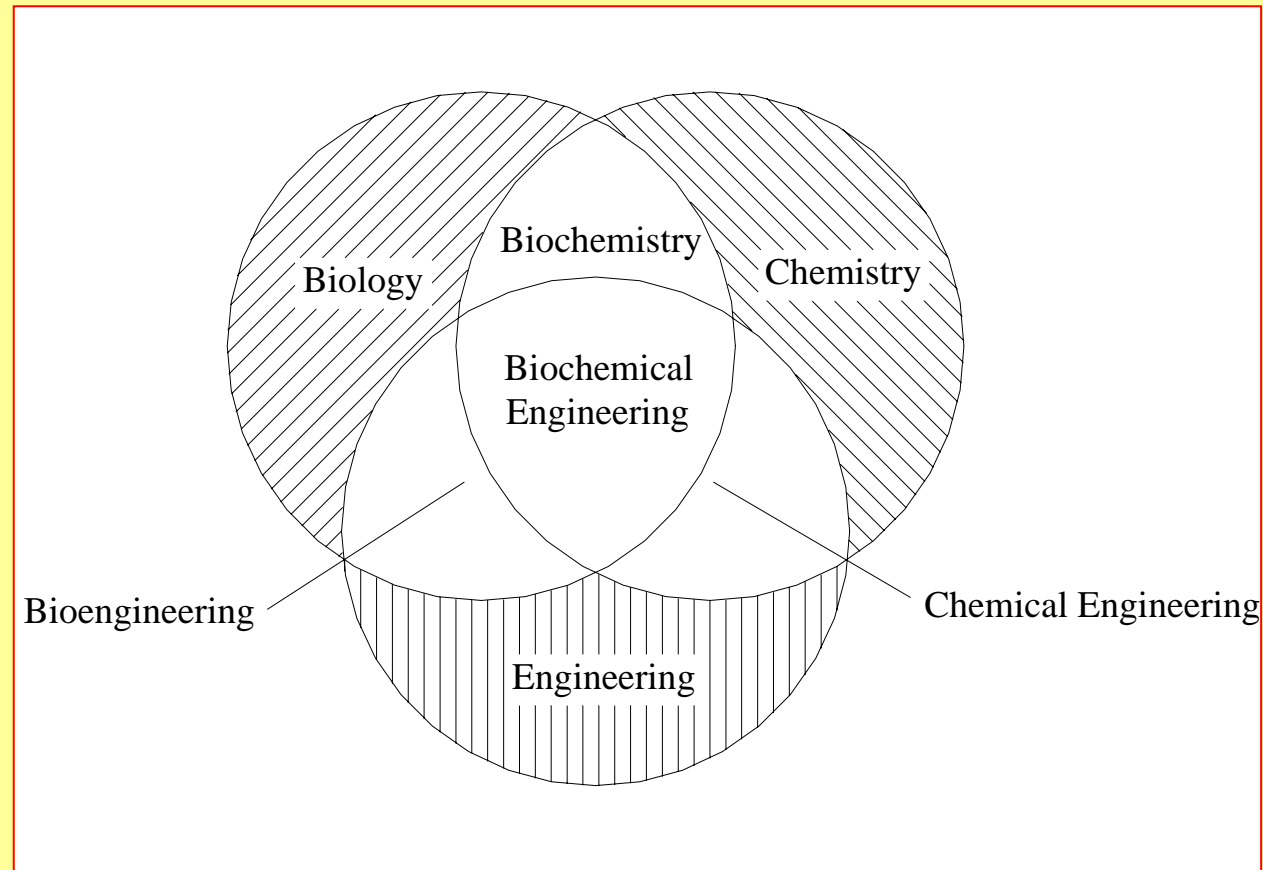 Biochemistry
Biology
Chemistry
Biochemical
Engineering
Bioengineering
Chemical Engineering
Engineering